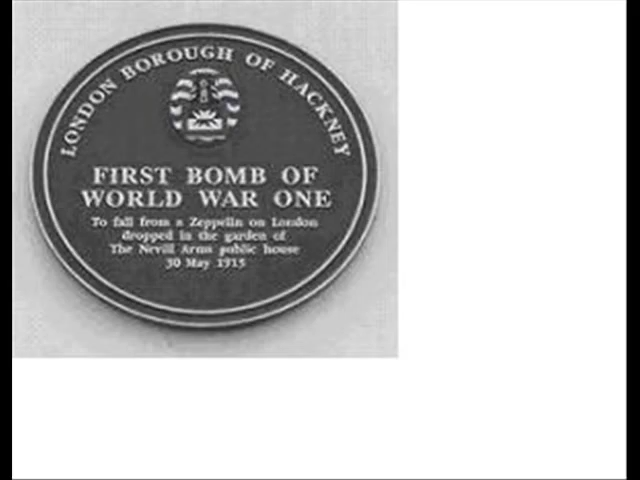 LONDON BOROUGH OF HACKNEY
FIRST BOMB OF
WORLD WAR ONE
To fall from a Zeppelin on London
dropped in the garden of
The Nevill Arms public house
30 May 1915